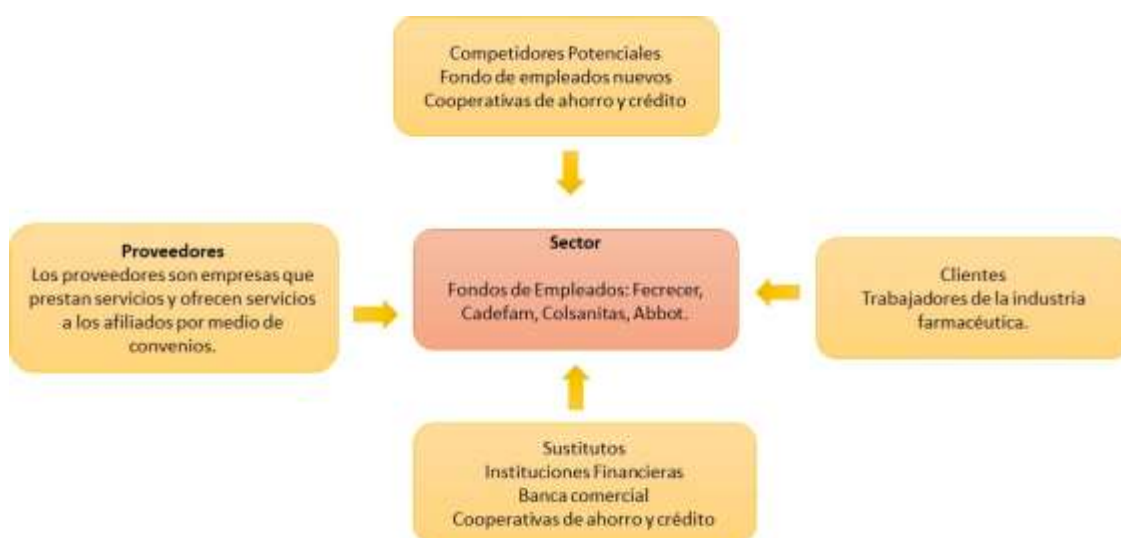 Competidores Potenciales
Fondo de empleados nuevos
Cooperativas de ahorro y crédito
Proveedores
Los proveedores son empresas que
prestan servicios y ofrecen servicios
a los afiliados por medio de
convenios.
Sector
Fondos de Empleados: Fecrecer,
Cadefam, Colsanitas, Abbot.
Clientes
Trabajadores de la industria
farmacéutica.
Sustitutos
Instituciones Financieras
Banca comercial
Cooperativas de ahorro y crédito